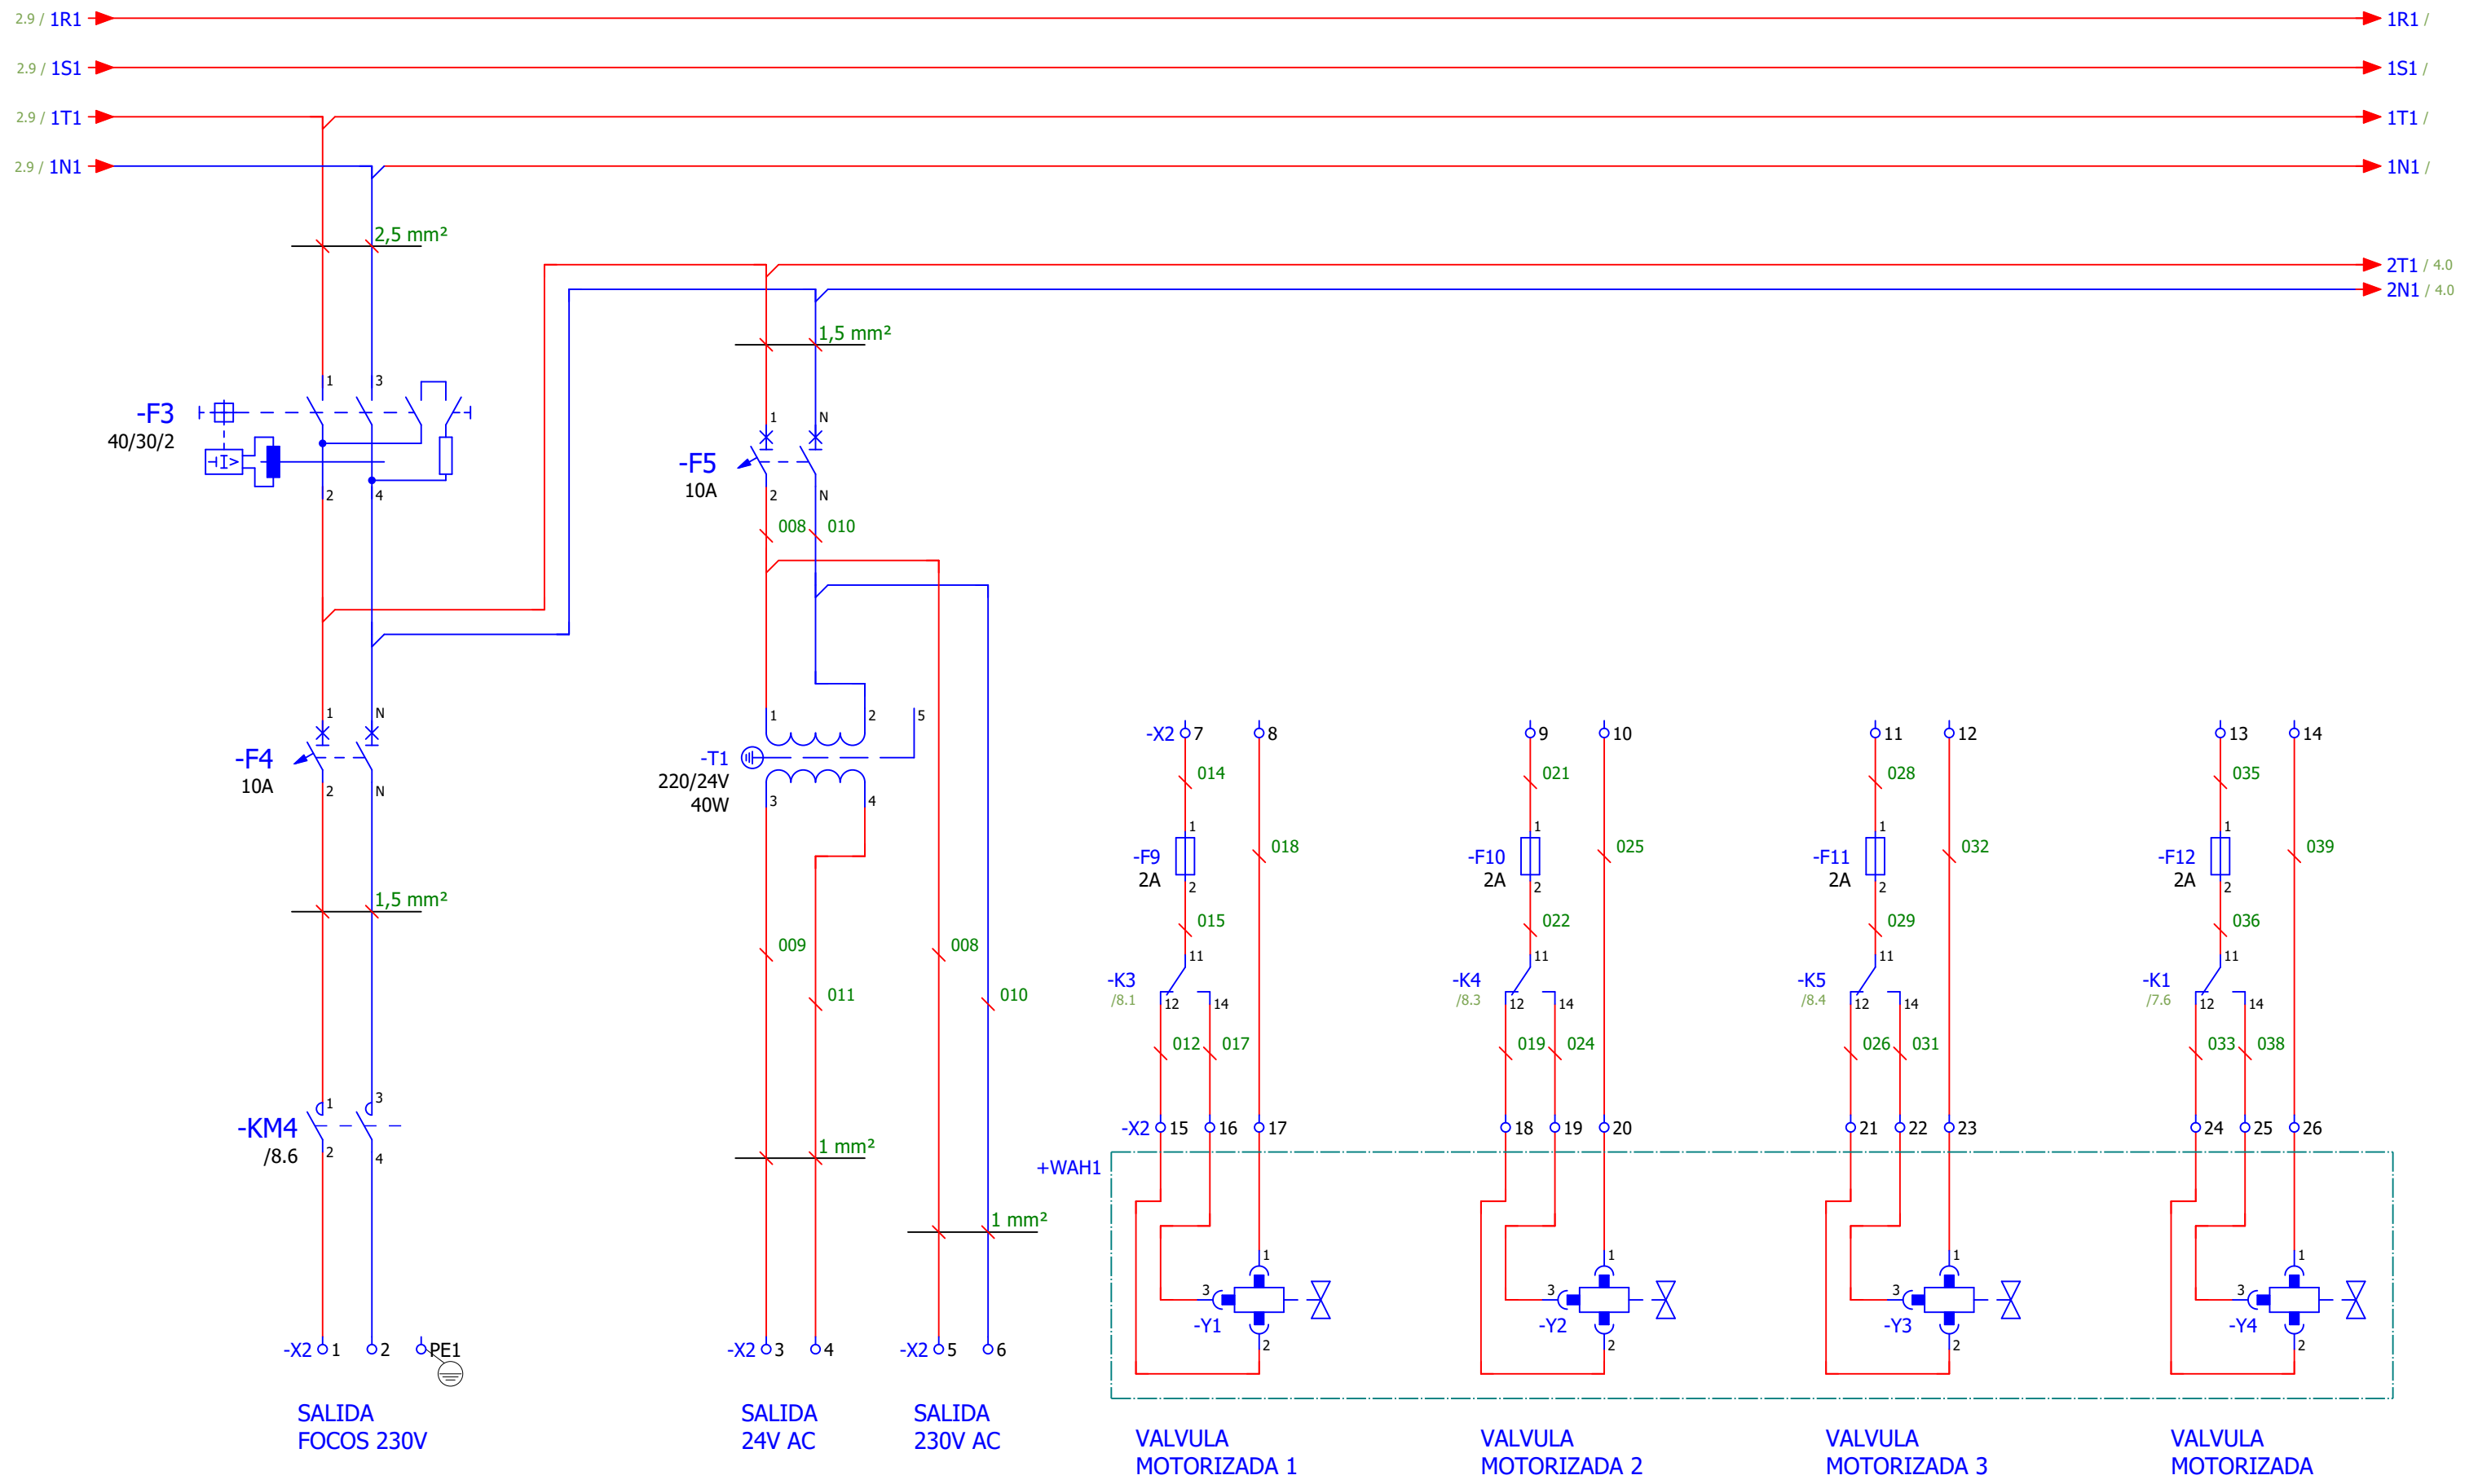 2.9 / 1R1
1R1 /
2.9 / 1S1
1S1 /
2.9 / 1T1
1T1 /
2.9 / 1N1
1N1 /
2,5 mm²
2T1 / 4.0
2N1 / 4.0
1,5 mm²
1
3
-F3
40/30/2
-I>
2
4
1
N
-F5
10A
2
N
008
010
1
N
-F4
10A
2
N
1
2
5
-T1
220/24V
40W
3
4
1,5 mm²
009
011
008
010
1
3
-KM4
/8.6
2
4
1 mm²
1 mm²
-X2
1
2
PE1
-X2
3
4
-X2
5
6
SALIDA
FOCOS 230V
SALIDA
24V AC
SALIDA
230V AC
-X2
7
8
014
1
-F9
2A
2
018
015
11
-K3
/8.1
12
14
012
017
-X2
15
16
17
+WAH1
1
3
-Y1
2
VALVULA
MOTORIZADA 1
9
10
021
1
-F10
2A
2
025
022
11
-K4
/8.3
12
14
019
024
18
19
20
1
3
-Y2
2
VALVULA
MOTORIZADA 2
11
12
028
1
-F11
2A
2
032
029
11
-K5
/8.4
12
14
026
031
21
22
23
1
3
-Y3
2
VALVULA
MOTORIZADA 3
13
14
035
1
-F12
2A
2
039
036
11
-K1
/7.6
12
14
033
038
24
25
26
1
3
-Y4
2
VALVULA
MOTORIZADA